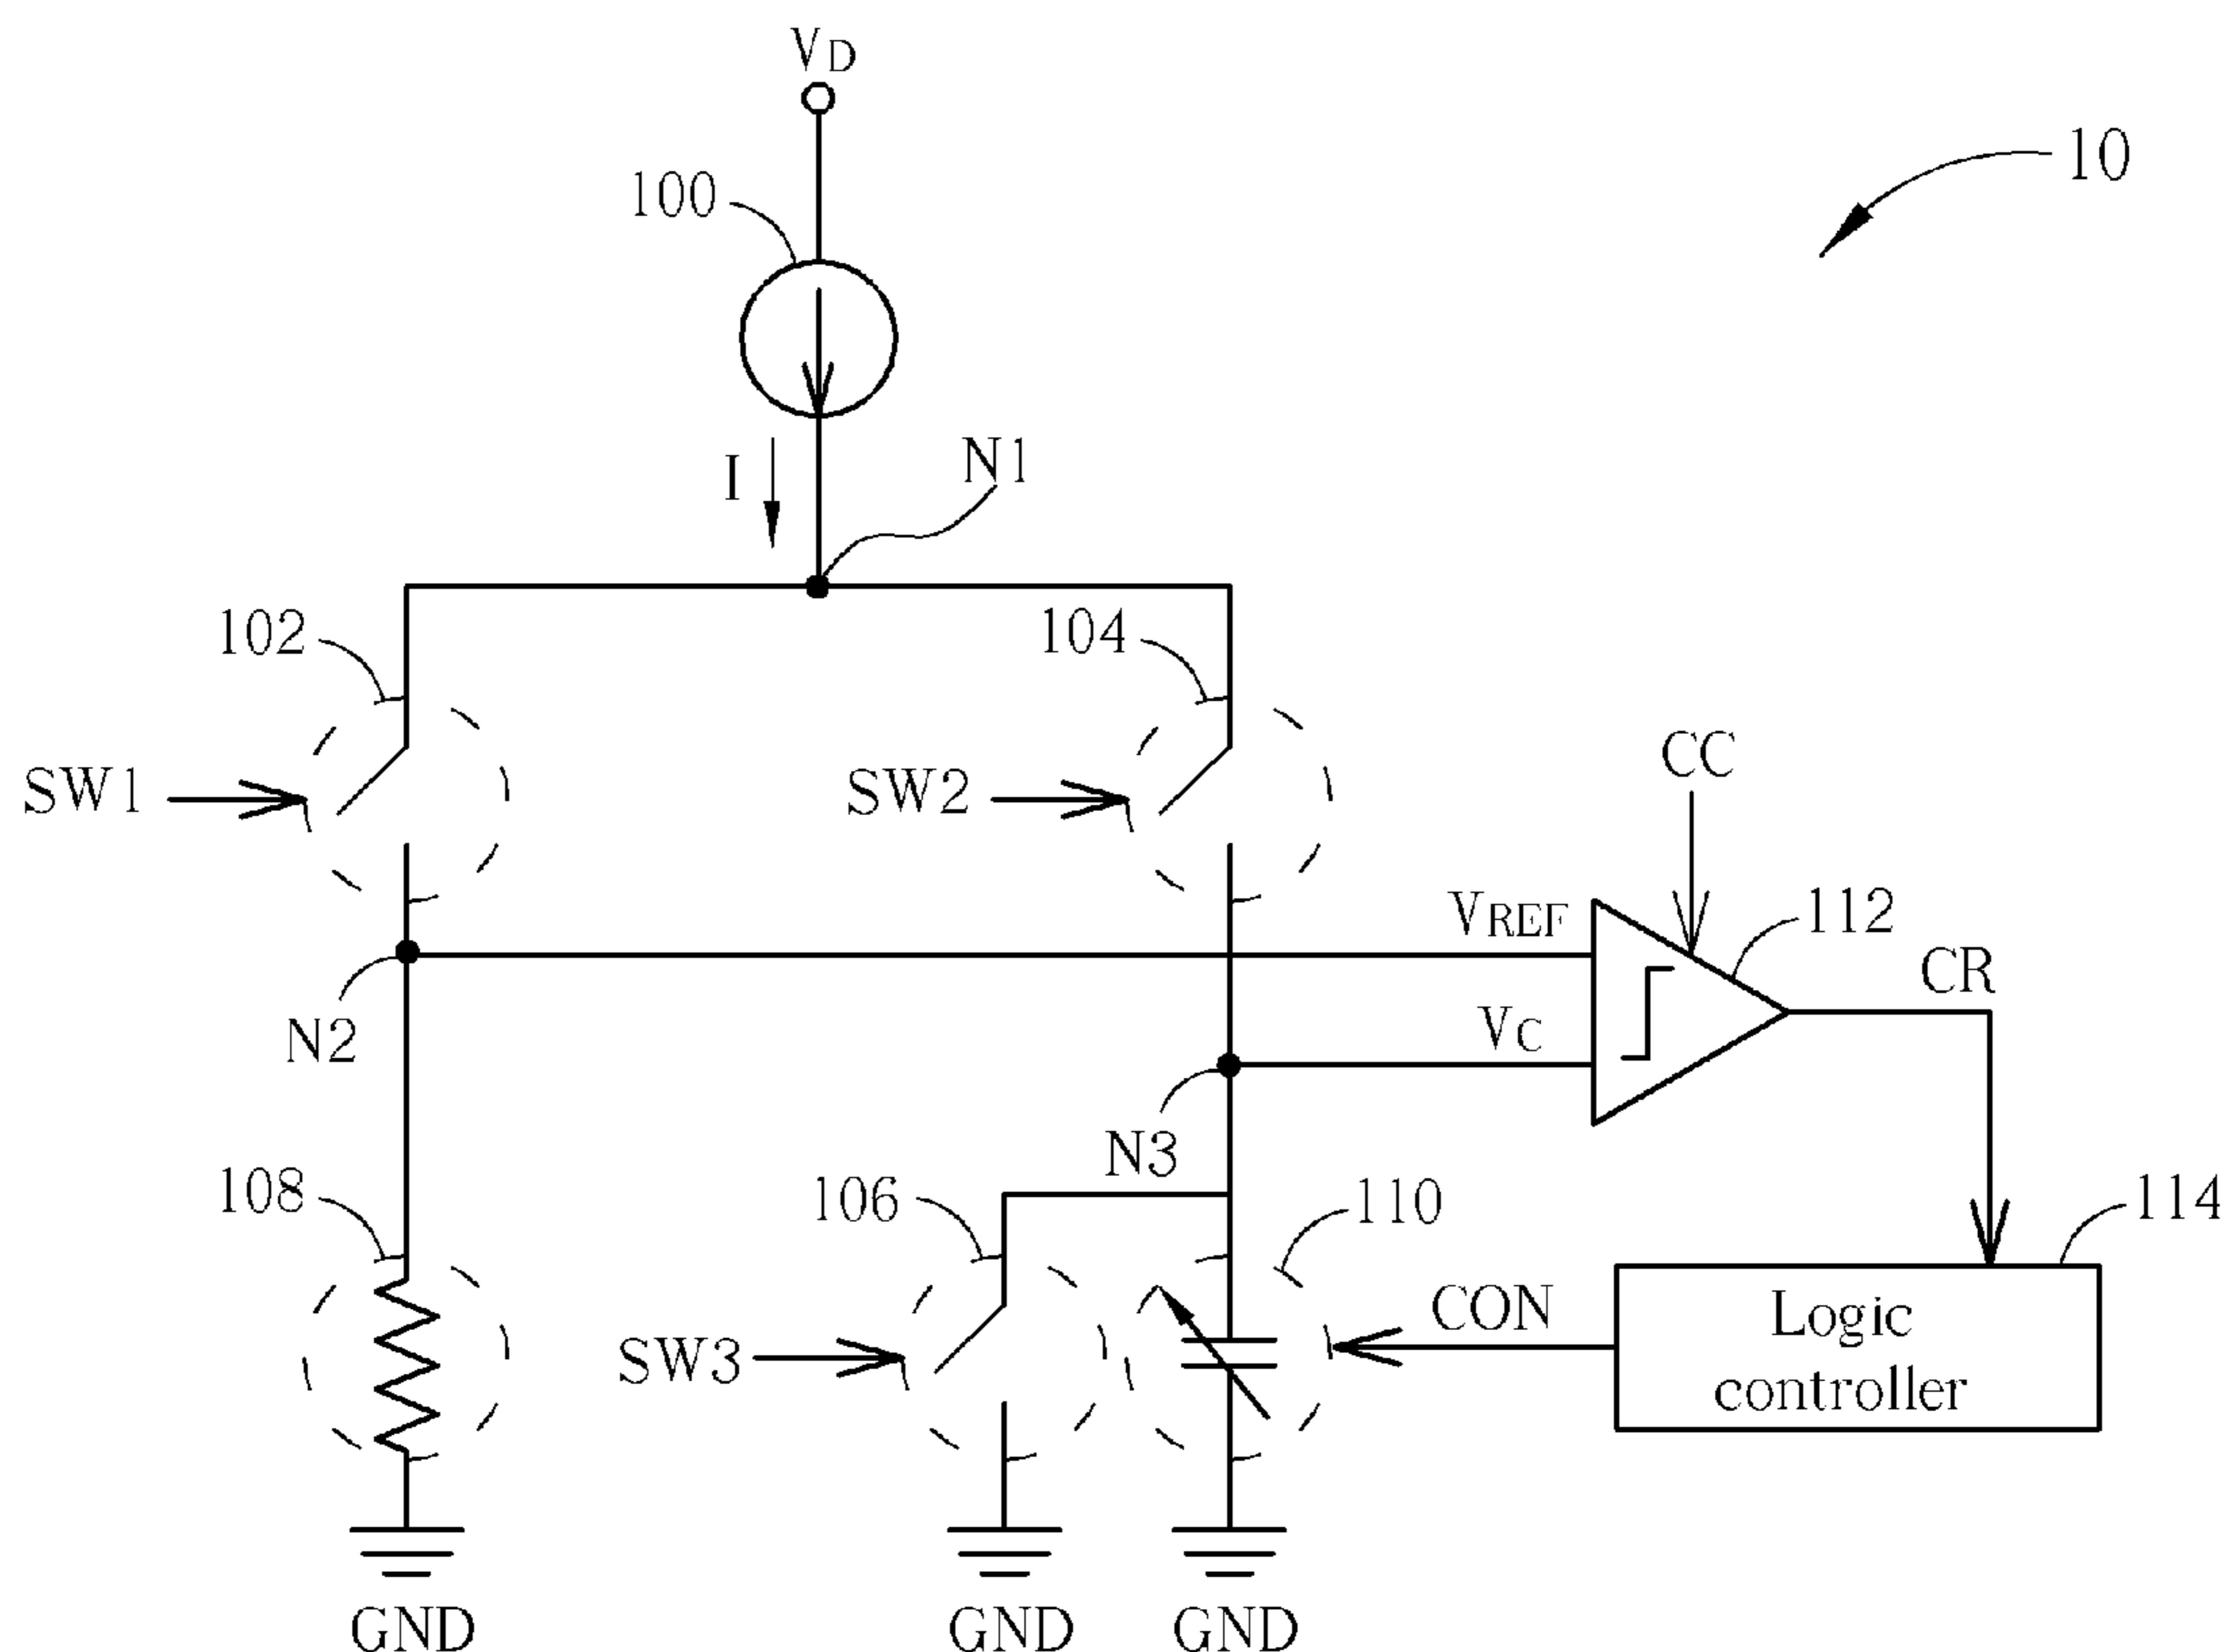 VD
10
100
N1
I
102
104
CC
SW1
SW2
VREF
112
CR
VC
N2
N3
108
106
110
114
CON
Logic
controller
SW3
GND
GND
GND